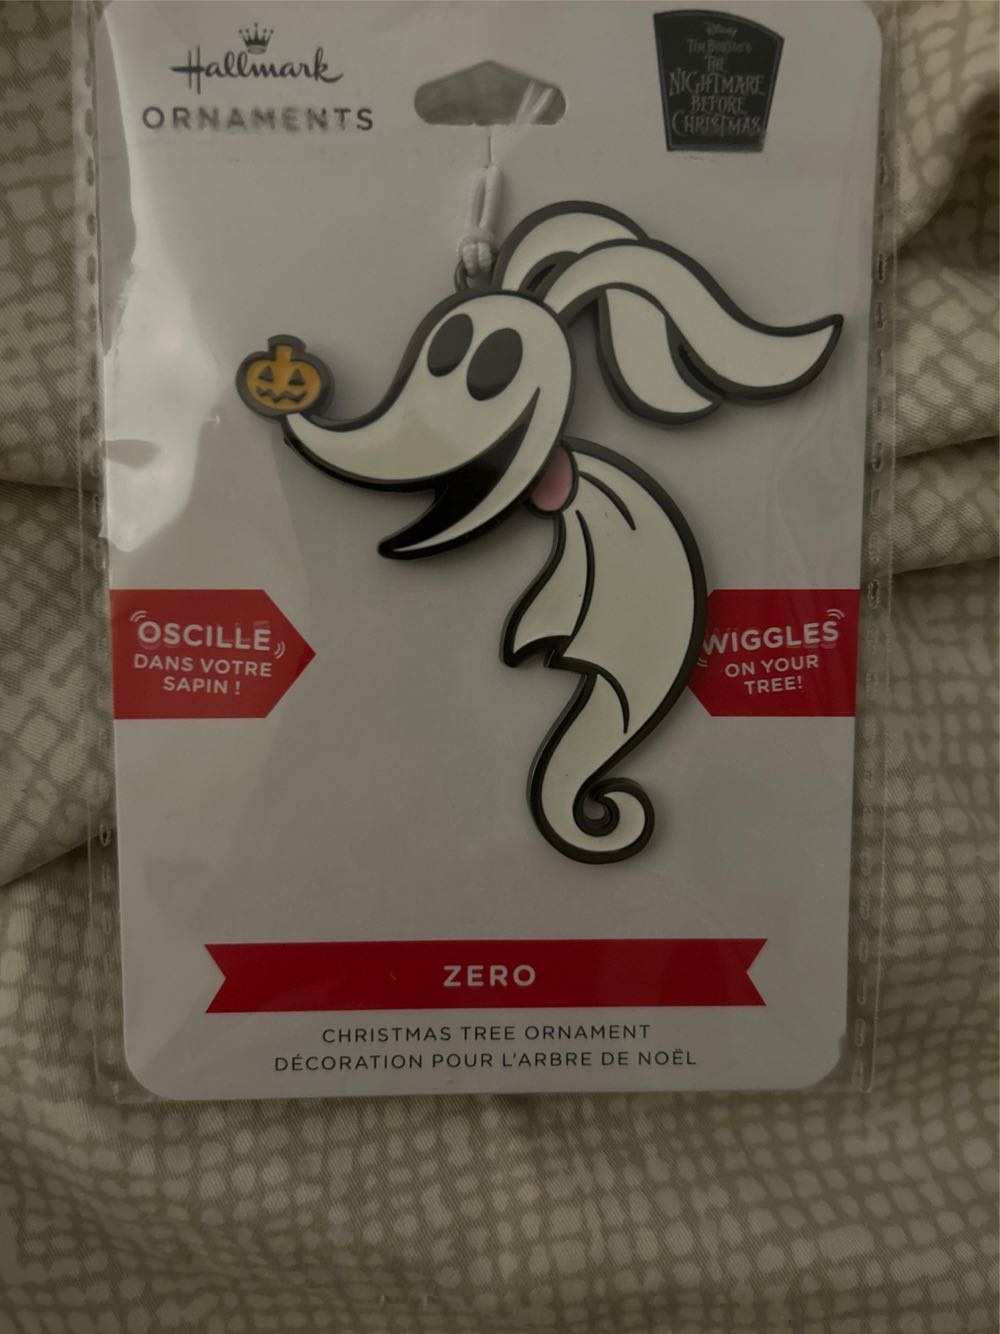 Hallmark
ORNAMENTS
Disney
TIM BURTON'S
THE
NIGHTMARE
BEFORE
CHRISTMAS
OSCILLE
DANS VOTRE
SAPIN !
WIGGLES
ON YOUR
TREE!
ZERO
CHRISTMAS TREE ORNAMENT
DÉCORATION POUR L'ARBRE DE NOËL